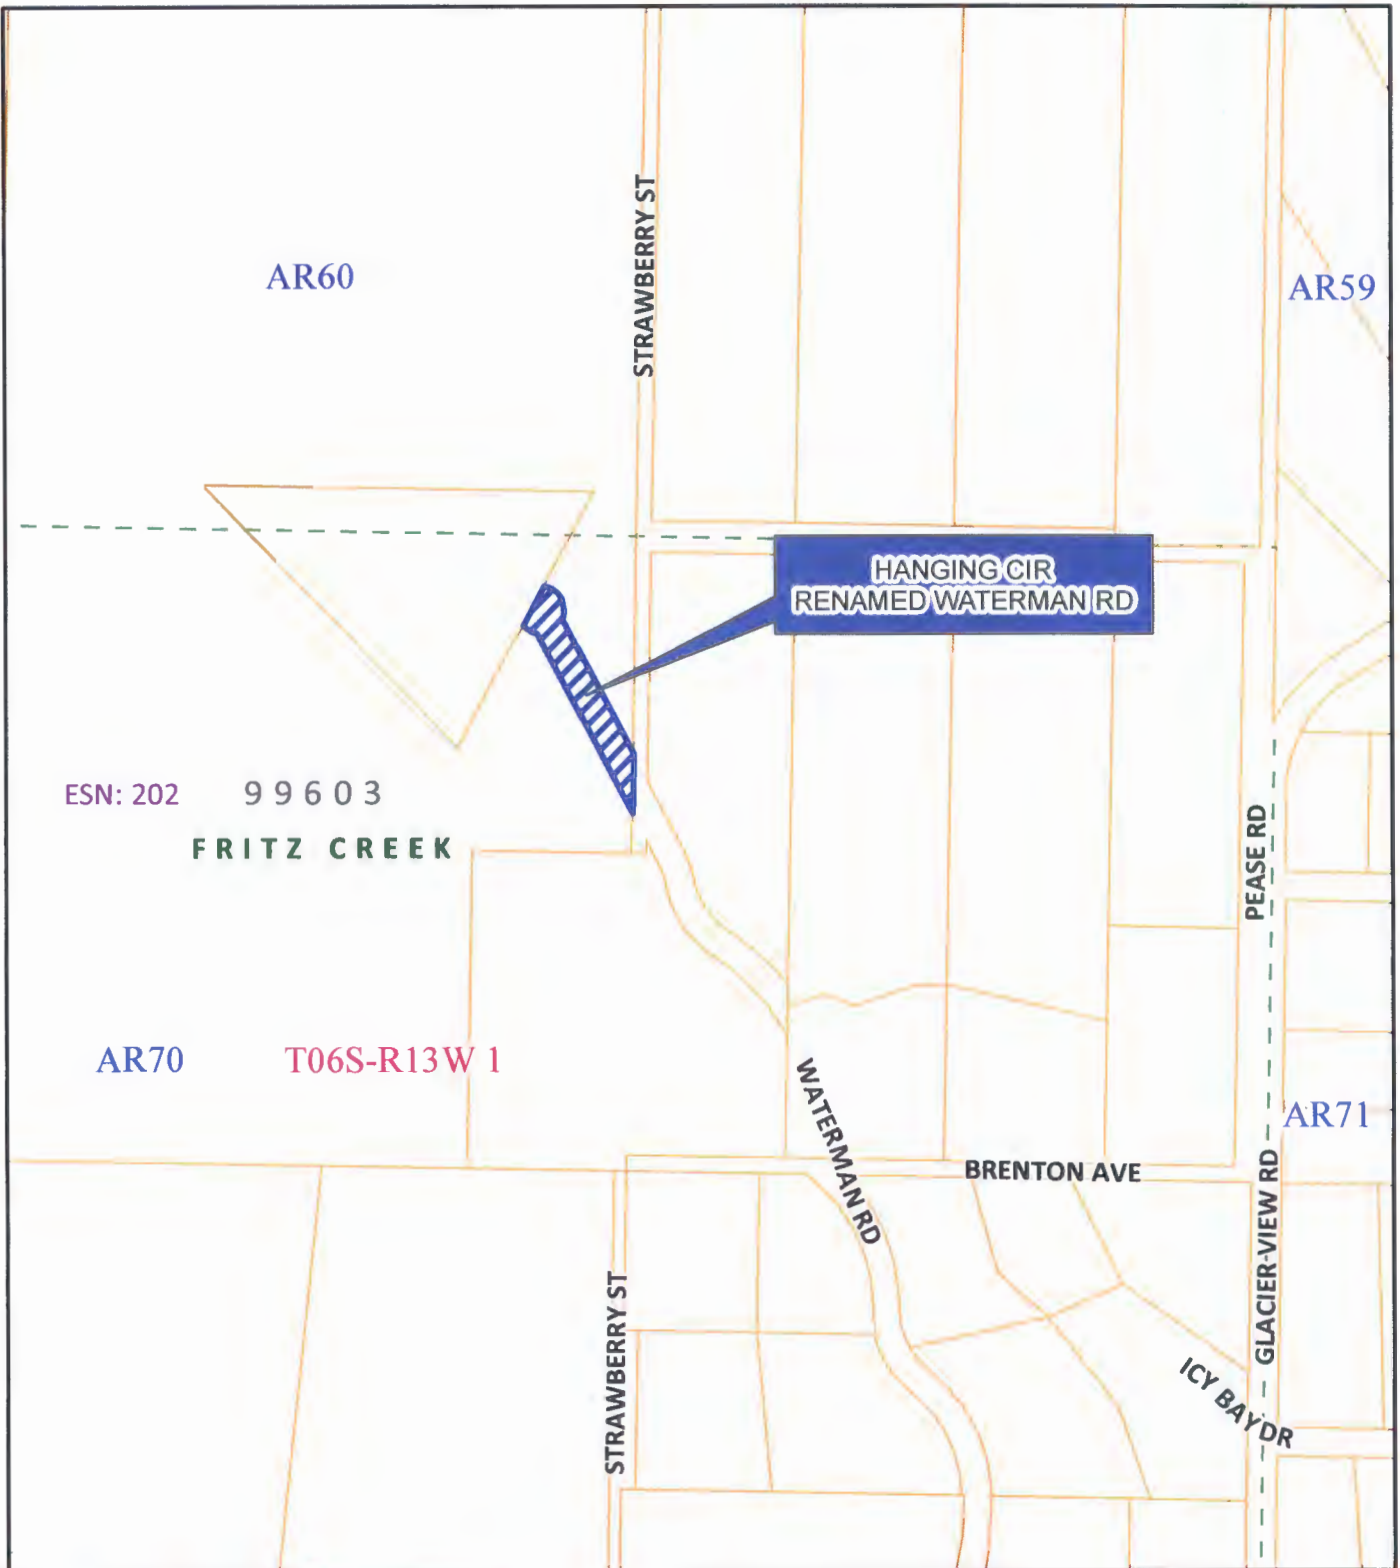 STRAWBERRY ST
AR60
AR59
HANGING CIR
RENAMED WATERMAN RD
ESN: 202
99603
FRITZ CREEK
PEASE RD
AR70
T06S-R13W 1
WATERMAN RD
AR71
BRENTON AVE
GLACIER-VIEW RD
STRAWBERRY ST
ICY BAY DR